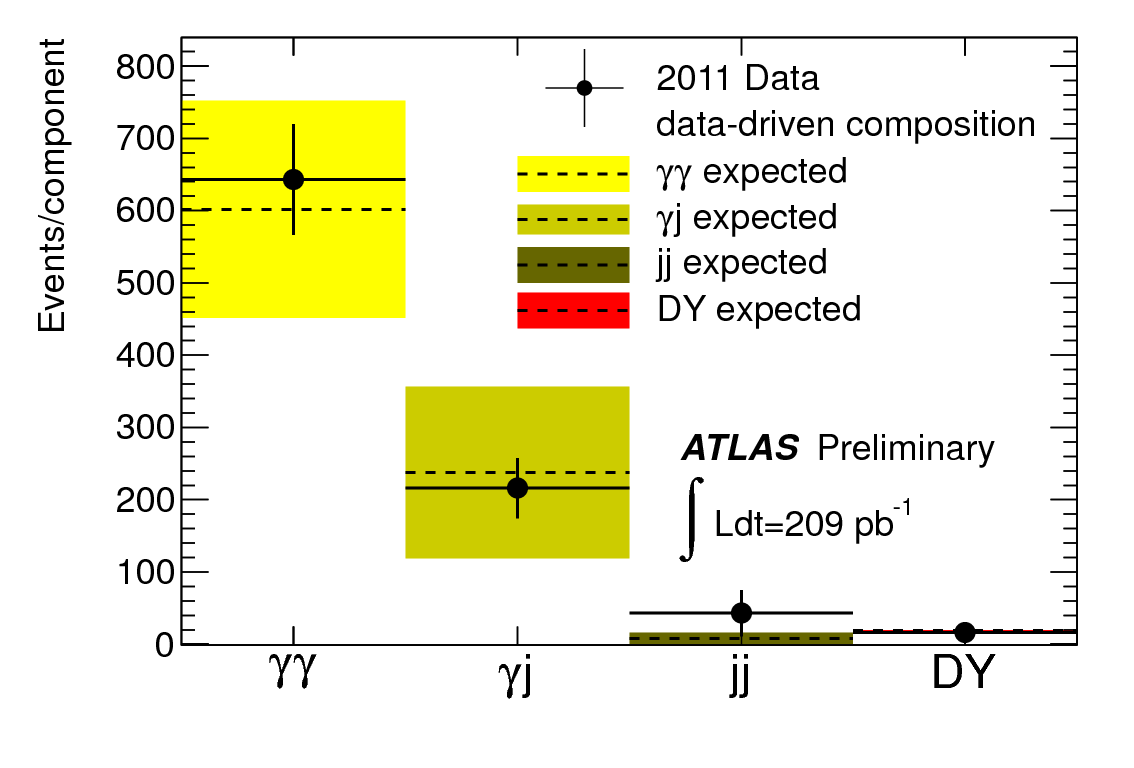 Events/component
800
700
600
500
400
300
200
100
0
2011 Data
data-driven composition
γγ expected
γj expected
jj expected
DY expected
ATLAS Preliminary
∫ Ldt=209 pb⁻¹
γγ
γj
jj
DY